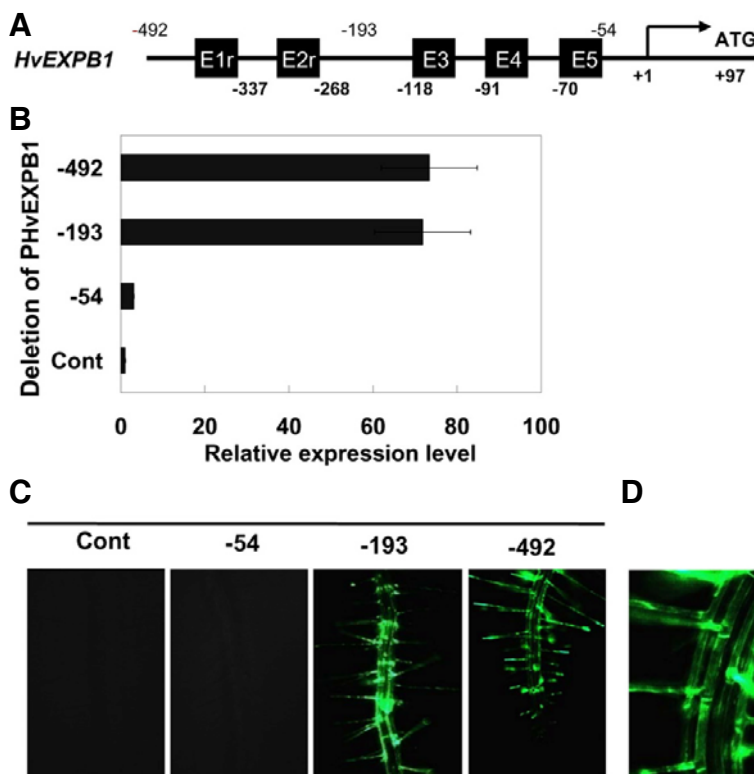 A
-492 -193 -54
HvEXPB1 E1r E2r E3 E4 E5 ATG
-337 -268 -118 -91 -70 +1 +97
B
Deletion of PHvEXPB1
-492
-193
-54
Cont
0 20 40 60 80 100
Relative expression level
C D
Cont -54 -193 -492